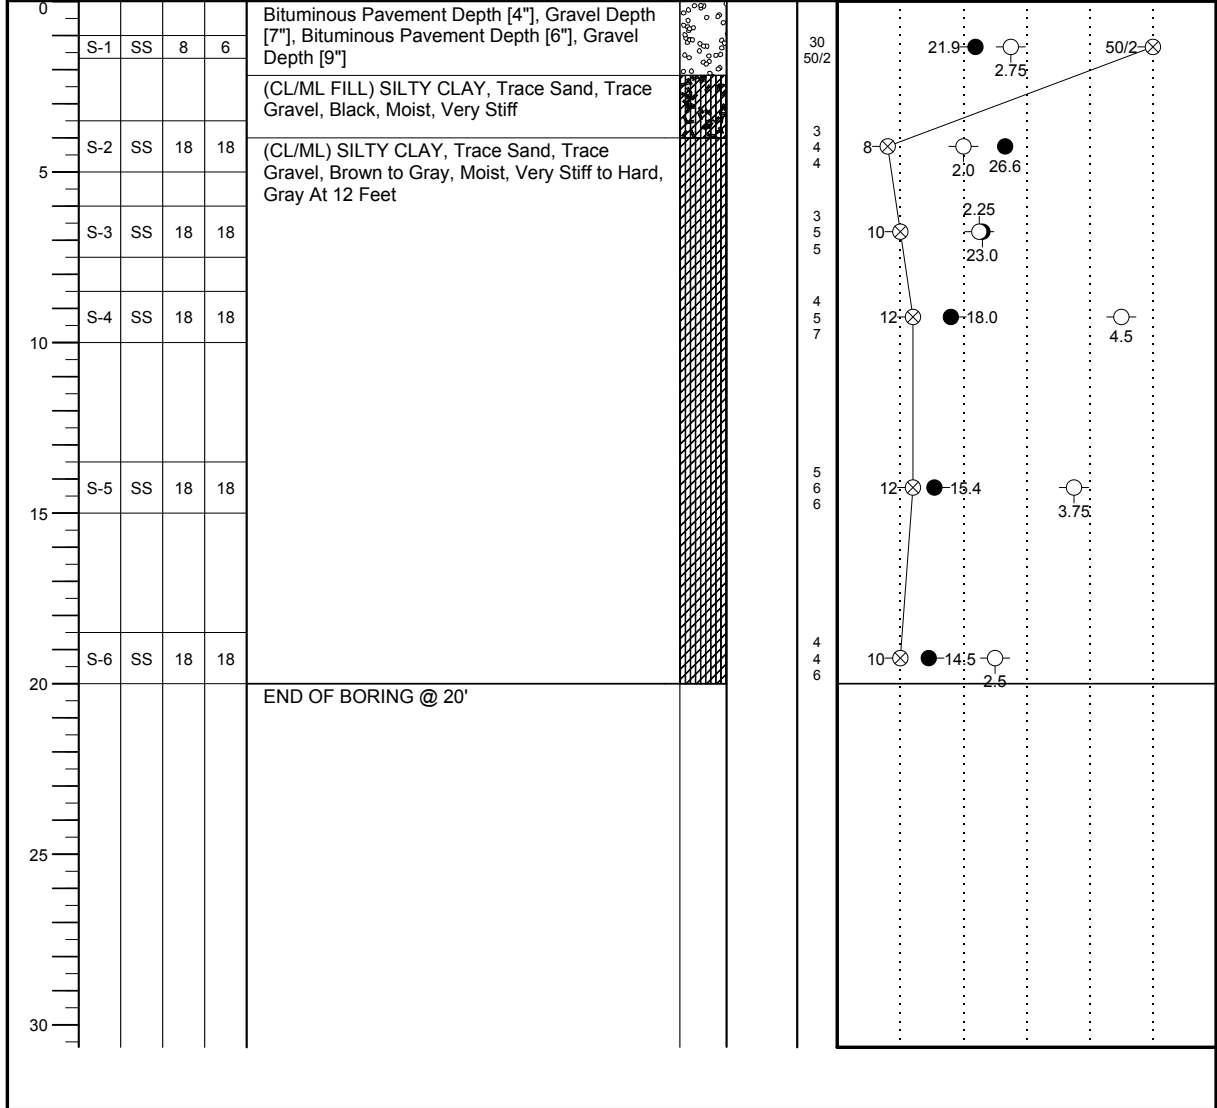 0
Bituminous Pavement Depth [4"], Gravel Depth
[7"], Bituminous Pavement Depth [6"], Gravel
Depth [9"]
S-1 SS 8 6
30
50/2
21.9
2.75
50/2
(CL/ML FILL) SILTY CLAY, Trace Sand, Trace
Gravel, Black, Moist, Very Stiff
S-2 SS 18 18
(CL/ML) SILTY CLAY, Trace Sand, Trace
Gravel, Brown to Gray, Moist, Very Stiff to Hard,
Gray At 12 Feet
3
4
4
8
2.0
26.6
5
S-3 SS 18 18
3
5
5
10
2.25
23.0
S-4 SS 18 18
4
5
7
12
18.0
4.5
10
S-5 SS 18 18
5
6
6
12
15.4
3.75
15
S-6 SS 18 18
4
4
6
10
14.5
2.5
20
END OF BORING @ 20'
25
30